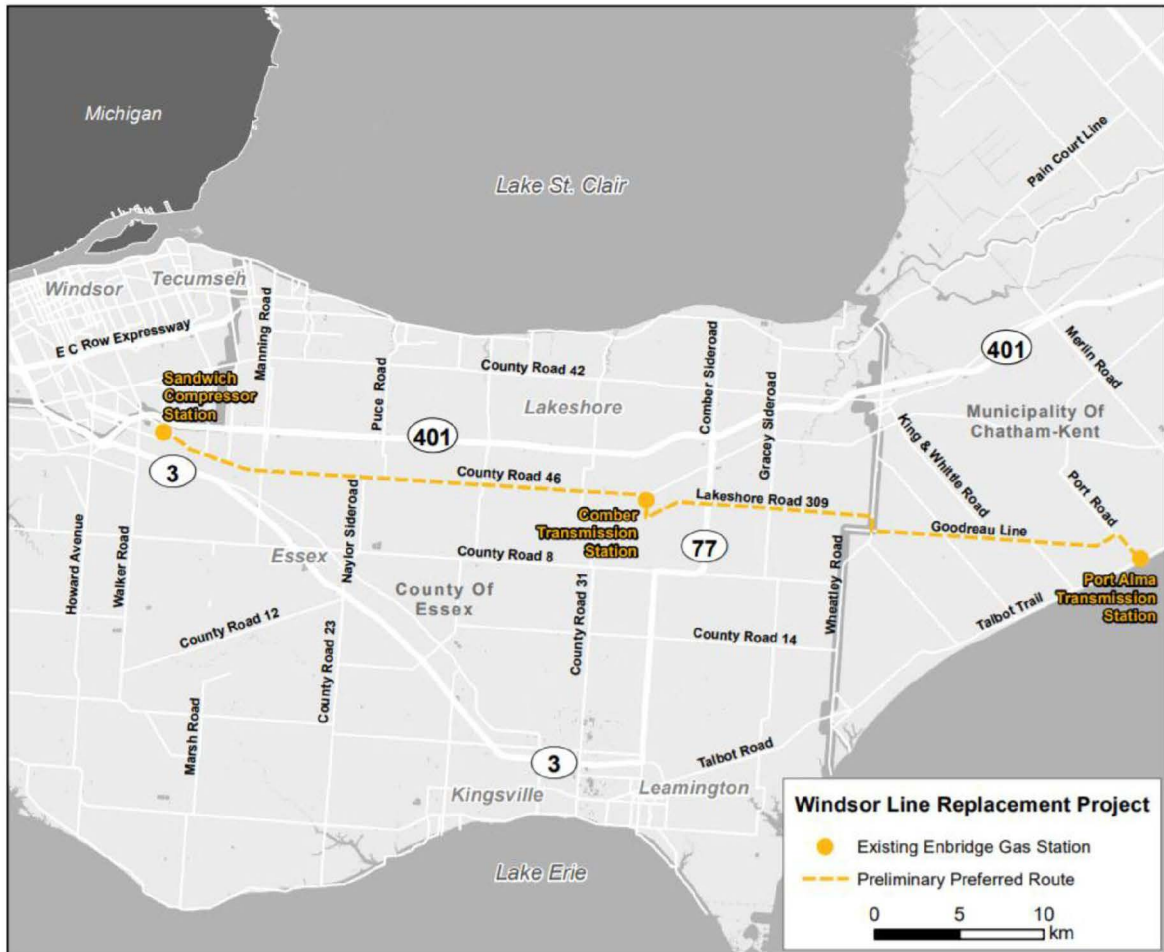 Michigan
Lake St. Clair
Pain Court Line
Windsor
Tecumseh
E C Row Expressway
Manning Road
Sandwich
Compressor
Station
Puce Road
County Road 42
Lakeshore
Comber Sideroad
Gracey Sideroad
401
Merlin Road
Municipality Of
Chatham-Kent
King & Whittle Road
Port Road
401
3
County Road 46
Comber
Transmission
Station
Lakeshore Road 309
Goodreau Line
77
Port Alma
Transmission
Station
Howard Avenue
Walker Road
Essex
Naylor Sideroad
County Road 8
County Of
Essex
County Road 31
Wheatley Road
Talbot Trail
County Road 12
County Road 23
County Road 14
Marsh Road
3
Talbot Road
Kingsville
Leamington
Lake Erie
Windsor Line Replacement Project
Existing Enbridge Gas Station
Preliminary Preferred Route
0 5 10
km